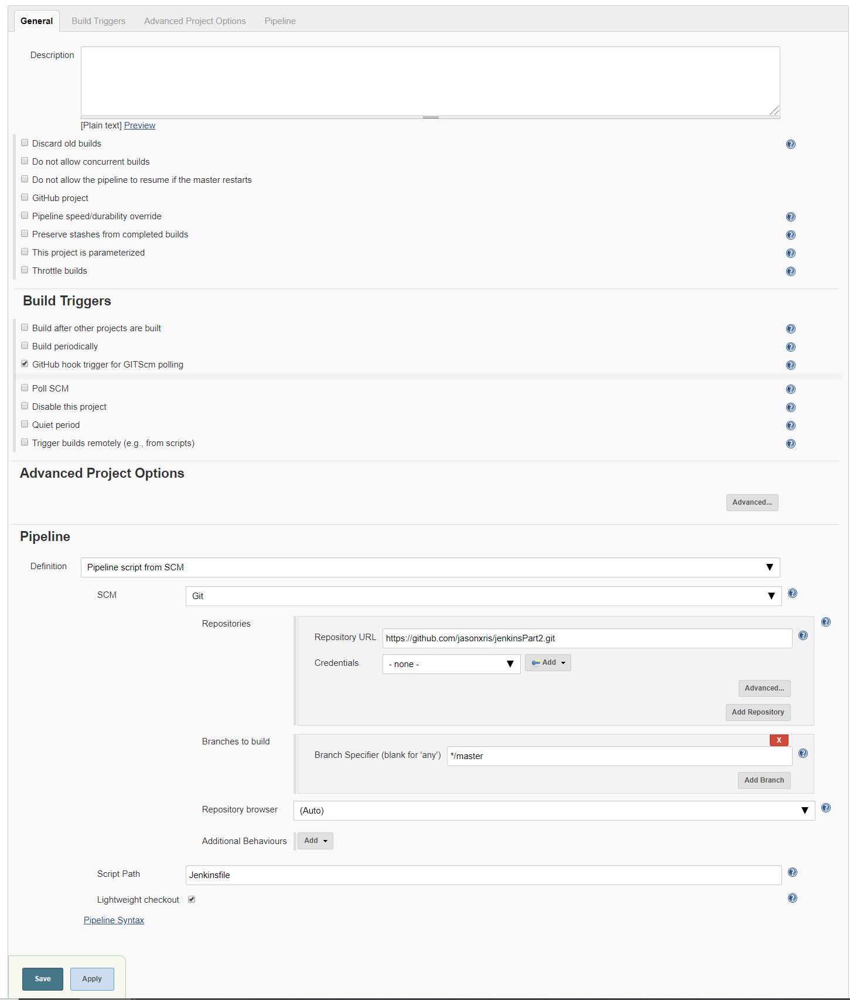 General Build Triggers Advanced Project Options Pipeline
Description
[Plain text] Preview
Discard old builds
Do not allow concurrent builds
Do not allow the pipeline to resume if the master restarts
GitHub project
Pipeline speed/durability override
Preserve stashes from completed builds
This project is parameterized
Throttle builds
Build Triggers
Build after other projects are built
Build periodically
GitHub hook trigger for GITScm polling
Poll SCM
Disable this project
Quiet period
Trigger builds remotely (e.g., from scripts)
Advanced Project Options
Advanced...
Pipeline
Definition Pipeline script from SCM
SCM Git
Repositories
Repository URL https://github.com/jasonxris/jenkinsPart2.git
Credentials - none - Add
Advanced...
Add Repository
Branches to build
X
Branch Specifier (blank for 'any') */master
Add Branch
Repository browser (Auto)
Additional Behaviours Add
Script Path Jenkinsfile
Lightweight checkout
Pipeline Syntax
Save Apply